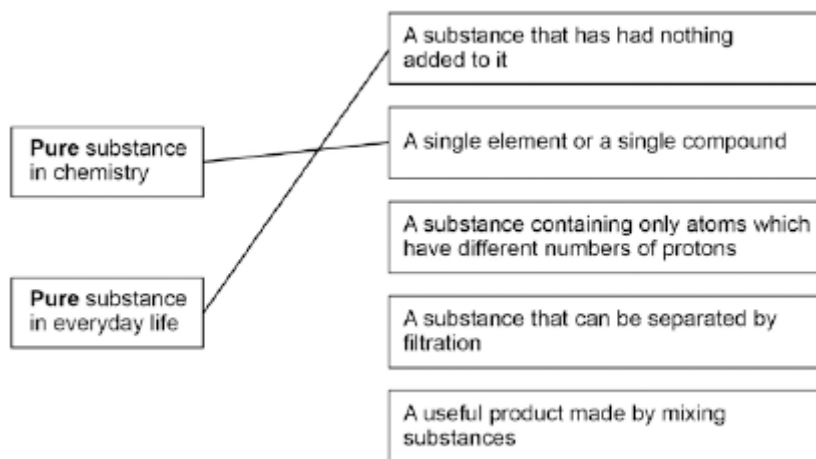 Pure substance
in chemistry
Pure substance
in everyday life
A substance that has had nothing
added to it
A single element or a single compound
A substance containing only atoms which
have different numbers of protons
A substance that can be separated by
filtration
A useful product made by mixing
substances